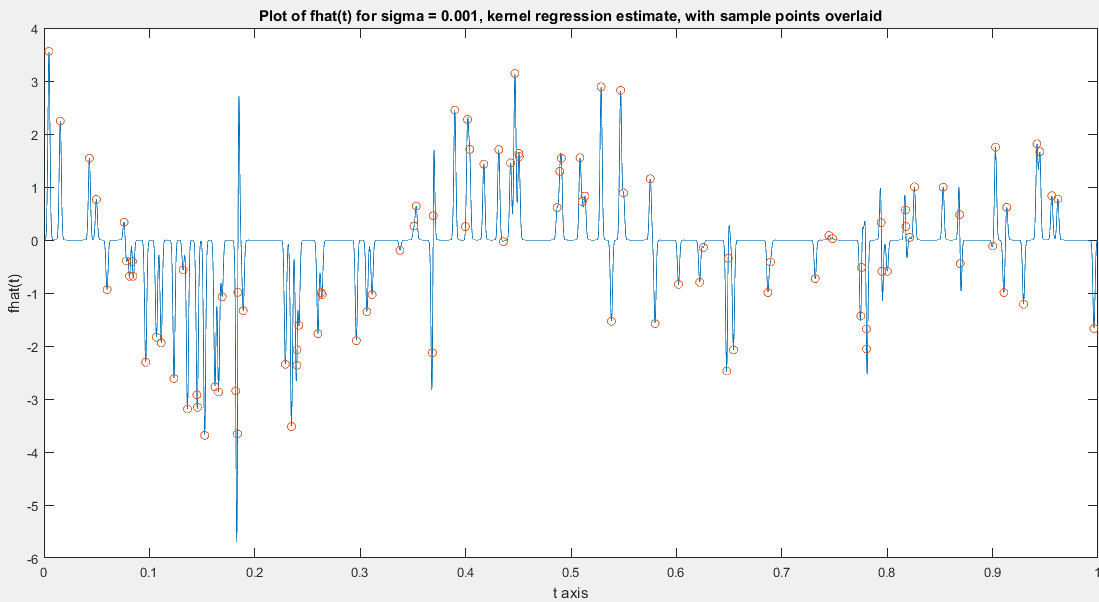 Plot of fhat(t) for sigma = 0.001, kernel regression estimate, with sample points overlaid
4
3
2
1
0
-1
-2
-3
-4
-5
-6
fhat(t)
0 0.1 0.2 0.3 0.4 0.5 0.6 0.7 0.8 0.9 1
t axis